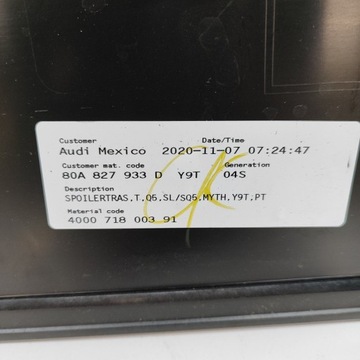 Customer Date/Time
Audi Mexico 2020-11-07 07:24:47
Customer mat. code Generation
80A 827 933 D Y9T 04S
Description
SPOILERTRAS.T.Q5.SL/SQ5.MYTH,Y9T,PT
Material code
4000 718 003 91